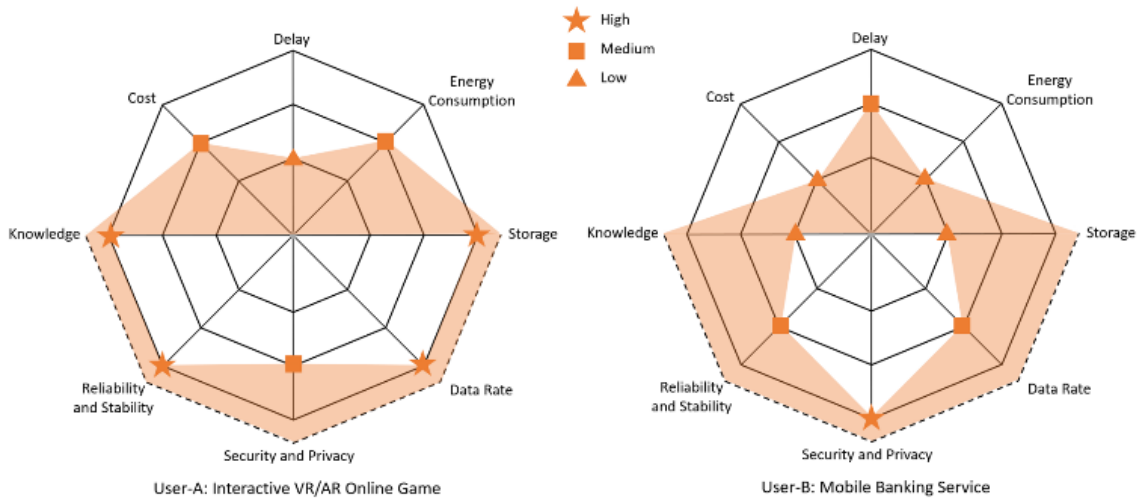 High
Medium
Low
Delay
Energy
Consumption
Cost
Knowledge
Storage
Reliability
and Stability
Data Rate
Security and Privacy
User-A: Interactive VR/AR Online Game
Delay
Energy
Consumption
Cost
Knowledge
Storage
Reliability
and Stability
Data Rate
Security and Privacy
User-B: Mobile Banking Service